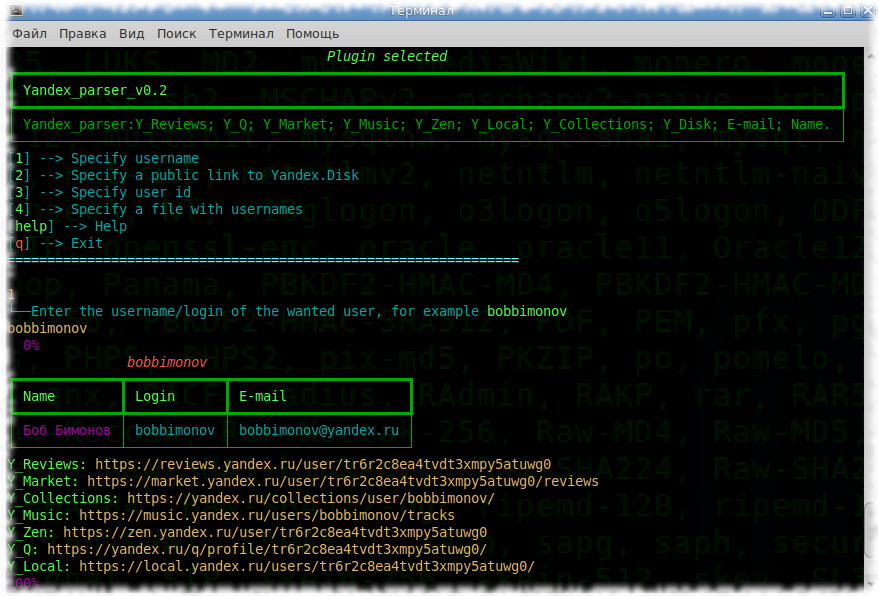 Терминал
Файл Правка Вид Поиск Терминал Помощь
Plugin selected
Yandex_parser_v0.2
Yandex_parser:Y_Reviews; Y_Q; Y_Market; Y_Music; Y_Zen; Y_Local; Y_Collections; Y_Disk; E-mail; Name.
[1] --> Specify username
[2] --> Specify a public link to Yandex.Disk
[3] --> Specify user id
[4] --> Specify a file with usernames
[help] --> Help
[q] --> Exit
================================================================
1
└──Enter the username/login of the wanted user, for example bobbimonov
bobbimonov
0%
bobbimonov
Name Login E-mail
Боб Бимонов bobbimonov bobbimonov@yandex.ru
Y_Reviews: https://reviews.yandex.ru/user/tr6r2c8ea4tvdt3xmpy5atuwg0
Y_Market: https://market.yandex.ru/user/tr6r2c8ea4tvdt3xmpy5atuwg0/reviews
Y_Collections: https://yandex.ru/collections/user/bobbimonov/
Y_Music: https://music.yandex.ru/users/bobbimonov/tracks
Y_Zen: https://zen.yandex.ru/user/tr6r2c8ea4tvdt3xmpy5atuwg0
Y_Q: https://yandex.ru/q/profile/tr6r2c8ea4tvdt3xmpy5atuwg0/
Y_Local: https://local.yandex.ru/users/tr6r2c8ea4tvdt3xmpy5atuwg0/
100%